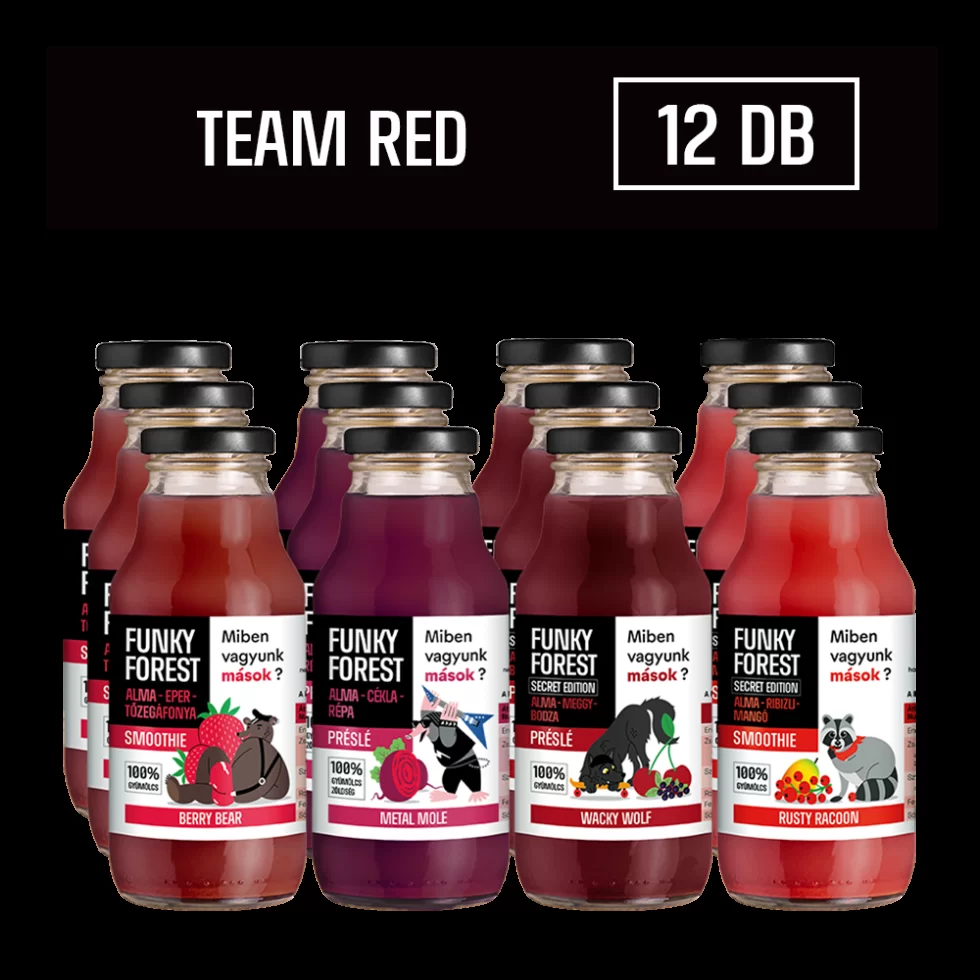 TEAM RED
12 DB
FUNKY
FOREST
ALMA - EPER -
TŐZEGÁFONYA
SMOOTHIE
100%
GYÜMÖLCS
Miben
vagyunk
mások ?
BERRY BEAR
FUNKY
FOREST
ALMA - CÉKLA -
RÉPA
PRÉSLÉ
100%
GYÜMÖLCS
ZÖLDSÉG
Miben
vagyunk
mások ?
METAL MOLE
FUNKY
FOREST
SECRET EDITION
ALMA - MEGGY -
BODZA
PRÉSLÉ
100%
GYÜMÖLCS
Miben
vagyunk
mások ?
WACKY WOLF
FUNKY
FOREST
SECRET EDITION
ALMA - RIBIZLI -
MANGÓ
SMOOTHIE
100%
GYÜMÖLCS
Miben
vagyunk
mások ?
RUSTY RACOON